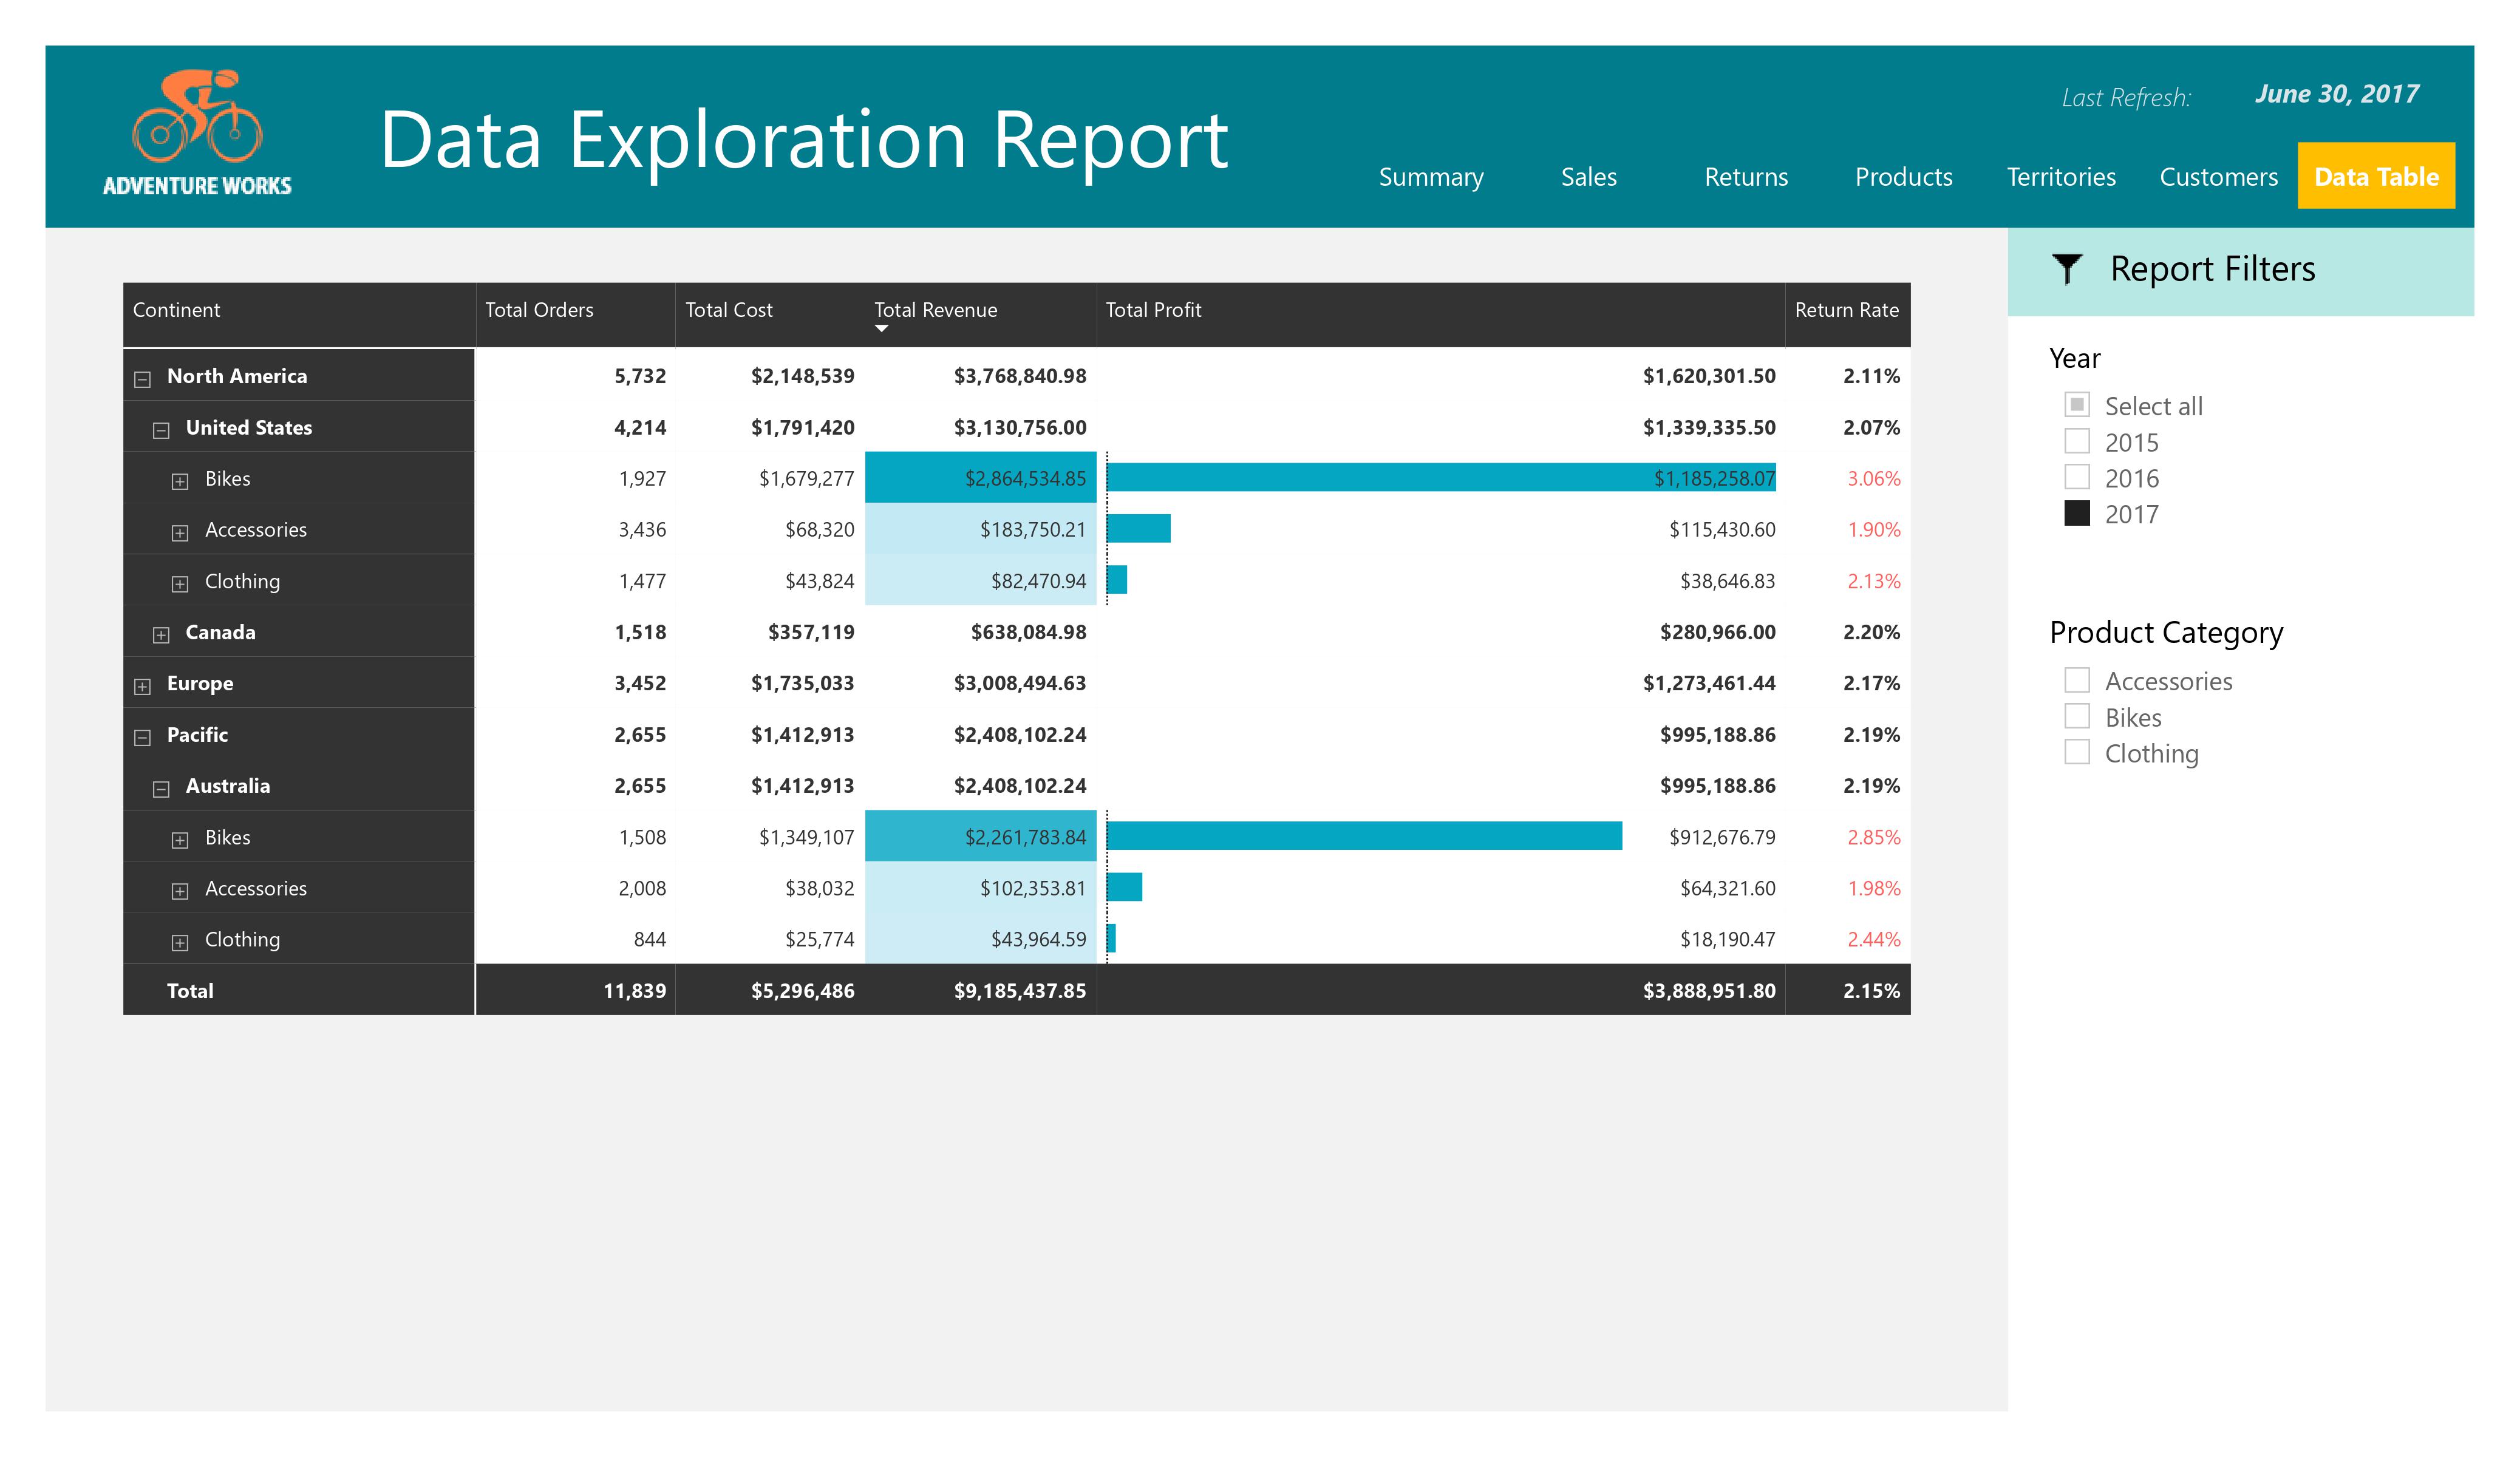 Last Refresh: June 30, 2017
Data Exploration Report
ADVENTURE WORKS
Summary Sales Returns Products Territories Customers Data Table
Report Filters
Continent Total Orders Total Cost Total Revenue Total Profit Return Rate
North America 5,732 $2,148,539 $3,768,840.98 $1,620,301.50 2.11%
United States 4,214 $1,791,420 $3,130,756.00 $1,339,335.50 2.07%
Bikes 1,927 $1,679,277 $2,864,534.85 $1,185,258.07 3.06%
Accessories 3,436 $68,320 $183,750.21 $115,430.60 1.90%
Clothing 1,477 $43,824 $82,470.94 $38,646.83 2.13%
Canada 1,518 $357,119 $638,084.98 $280,966.00 2.20%
Europe 3,452 $1,735,033 $3,008,494.63 $1,273,461.44 2.17%
Pacific 2,655 $1,412,913 $2,408,102.24 $995,188.86 2.19%
Australia 2,655 $1,412,913 $2,408,102.24 $995,188.86 2.19%
Bikes 1,508 $1,349,107 $2,261,783.84 $912,676.79 2.85%
Accessories 2,008 $38,032 $102,353.81 $64,321.60 1.98%
Clothing 844 $25,774 $43,964.59 $18,190.47 2.44%
Total 11,839 $5,296,486 $9,185,437.85 $3,888,951.80 2.15%
Year
Select all
2015
2016
2017
Product Category
Accessories
Bikes
Clothing